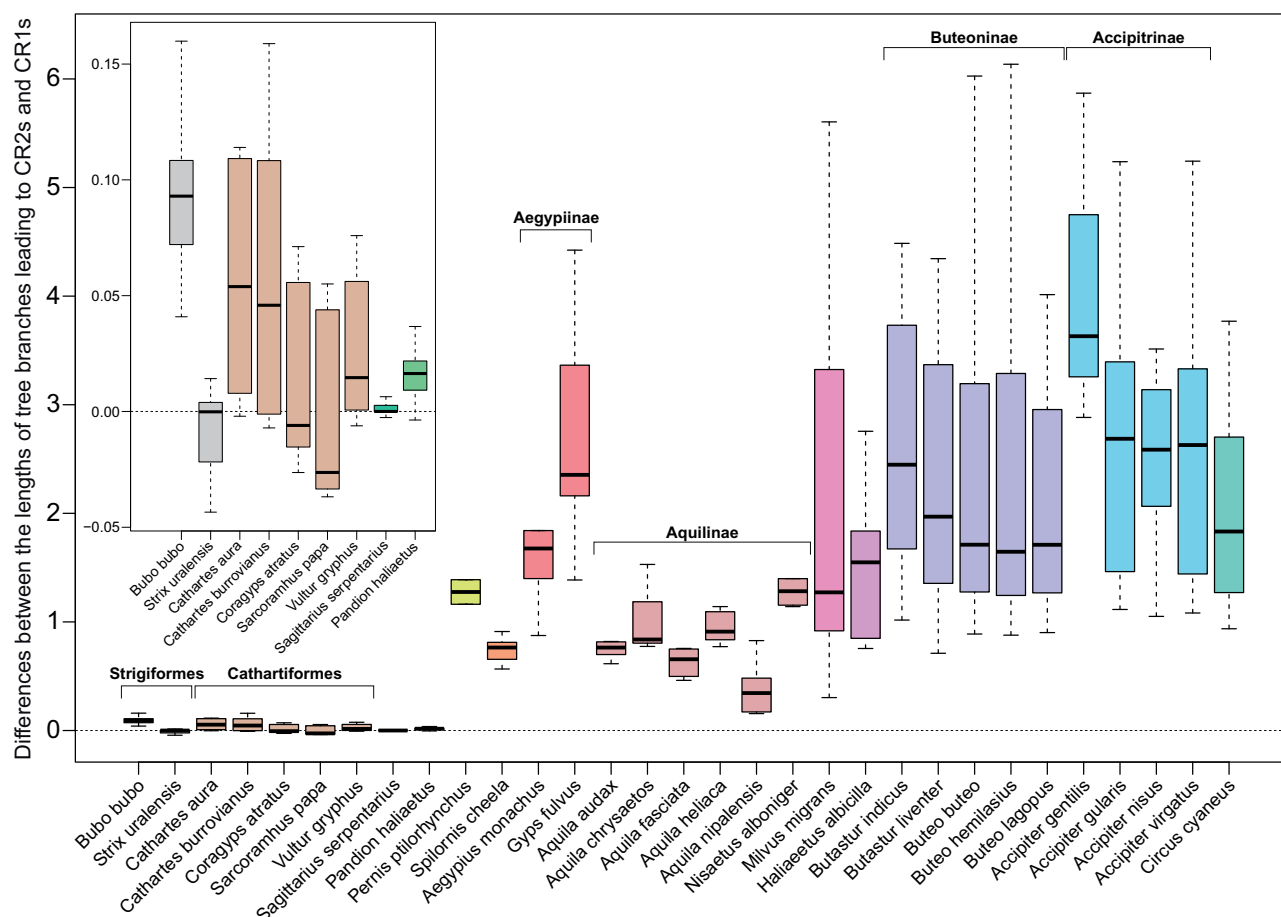 Differences between the lengths of tree branches leading to CR2s and CR1s
6
5
4
3
2
1
0
0.15
0.10
0.05
0.00
−0.05
Bubo bubo
Strix uralensis
Cathartes aura
Cathartes burrovianus
Coragyps atratus
Sarcoramhus papa
Vultur gryphus
Sagittarius serpentarius
Pandion haliaetus
Strigiformes
Cathartiformes
Aegypiinae
Aquilinae
Buteoninae
Accipitrinae
Bubo bubo
Strix uralensis
Cathartes aura
Cathartes burrovianus
Coragyps atratus
Sarcoramhus papa
Vultur gryphus
Sagittarius serpentarius
Pandion haliaetus
Pernis ptilorhynchus
Spilornis cheela
Aegypius monachus
Gyps fulvus
Aquila audax
Aquila chrysaetos
Aquila fasciata
Aquila heliaca
Aquila nipalensis
Nisaetus alboniger
Milvus migrans
Haliaeetus albicilla
Butastur indicus
Butastur liventer
Buteo buteo
Buteo hemilasius
Buteo lagopus
Accipiter gentilis
Accipiter gularis
Accipiter nisus
Accipiter virgatus
Circus cyaneus